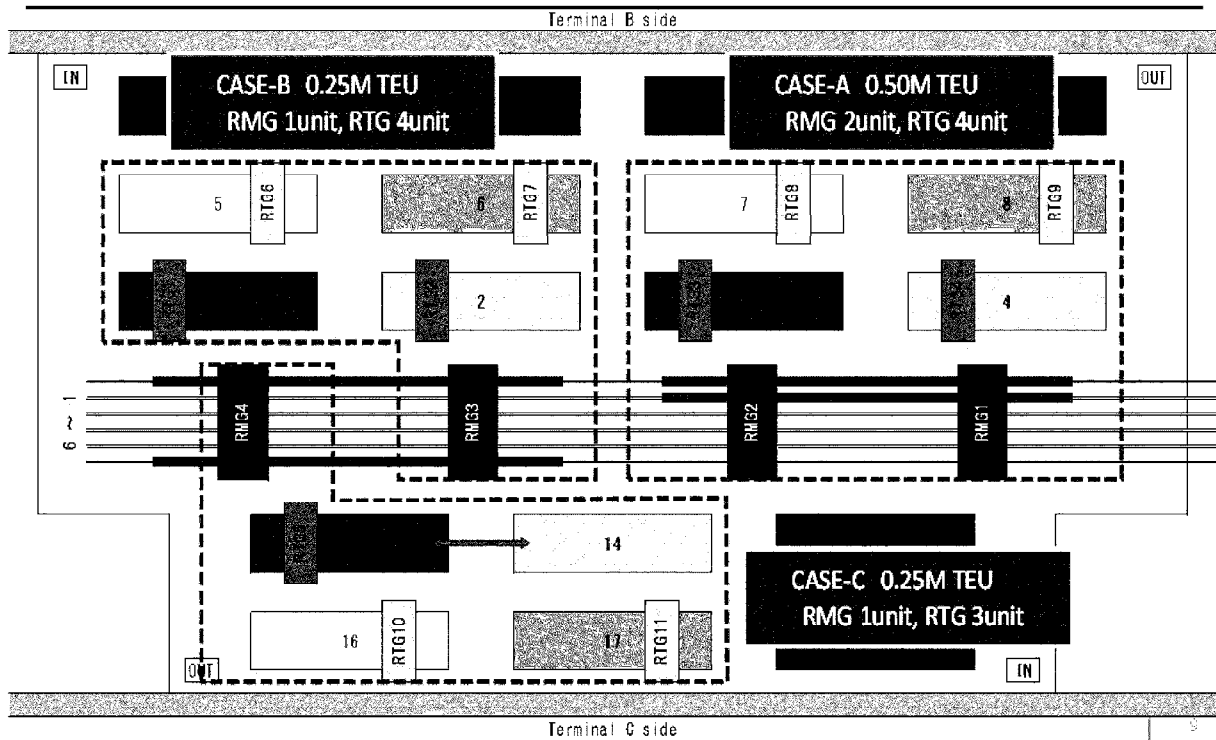 Terminal B side
IN
CASE-B 0.25M TEU
RMG 1unit, RTG 4unit
CASE-A 0.50M TEU
RMG 2unit, RTG 4unit
OUT
5
RTG6
6
RTG7
7
RTG8
8
RTG9
2
4
1
~
6
RMG4
RMG3
RMG2
RMG1
14
CASE-C 0.25M TEU
RMG 1unit, RTG 3unit
16
RTG10
17
RTG11
OUT
IN
Terminal C side
9